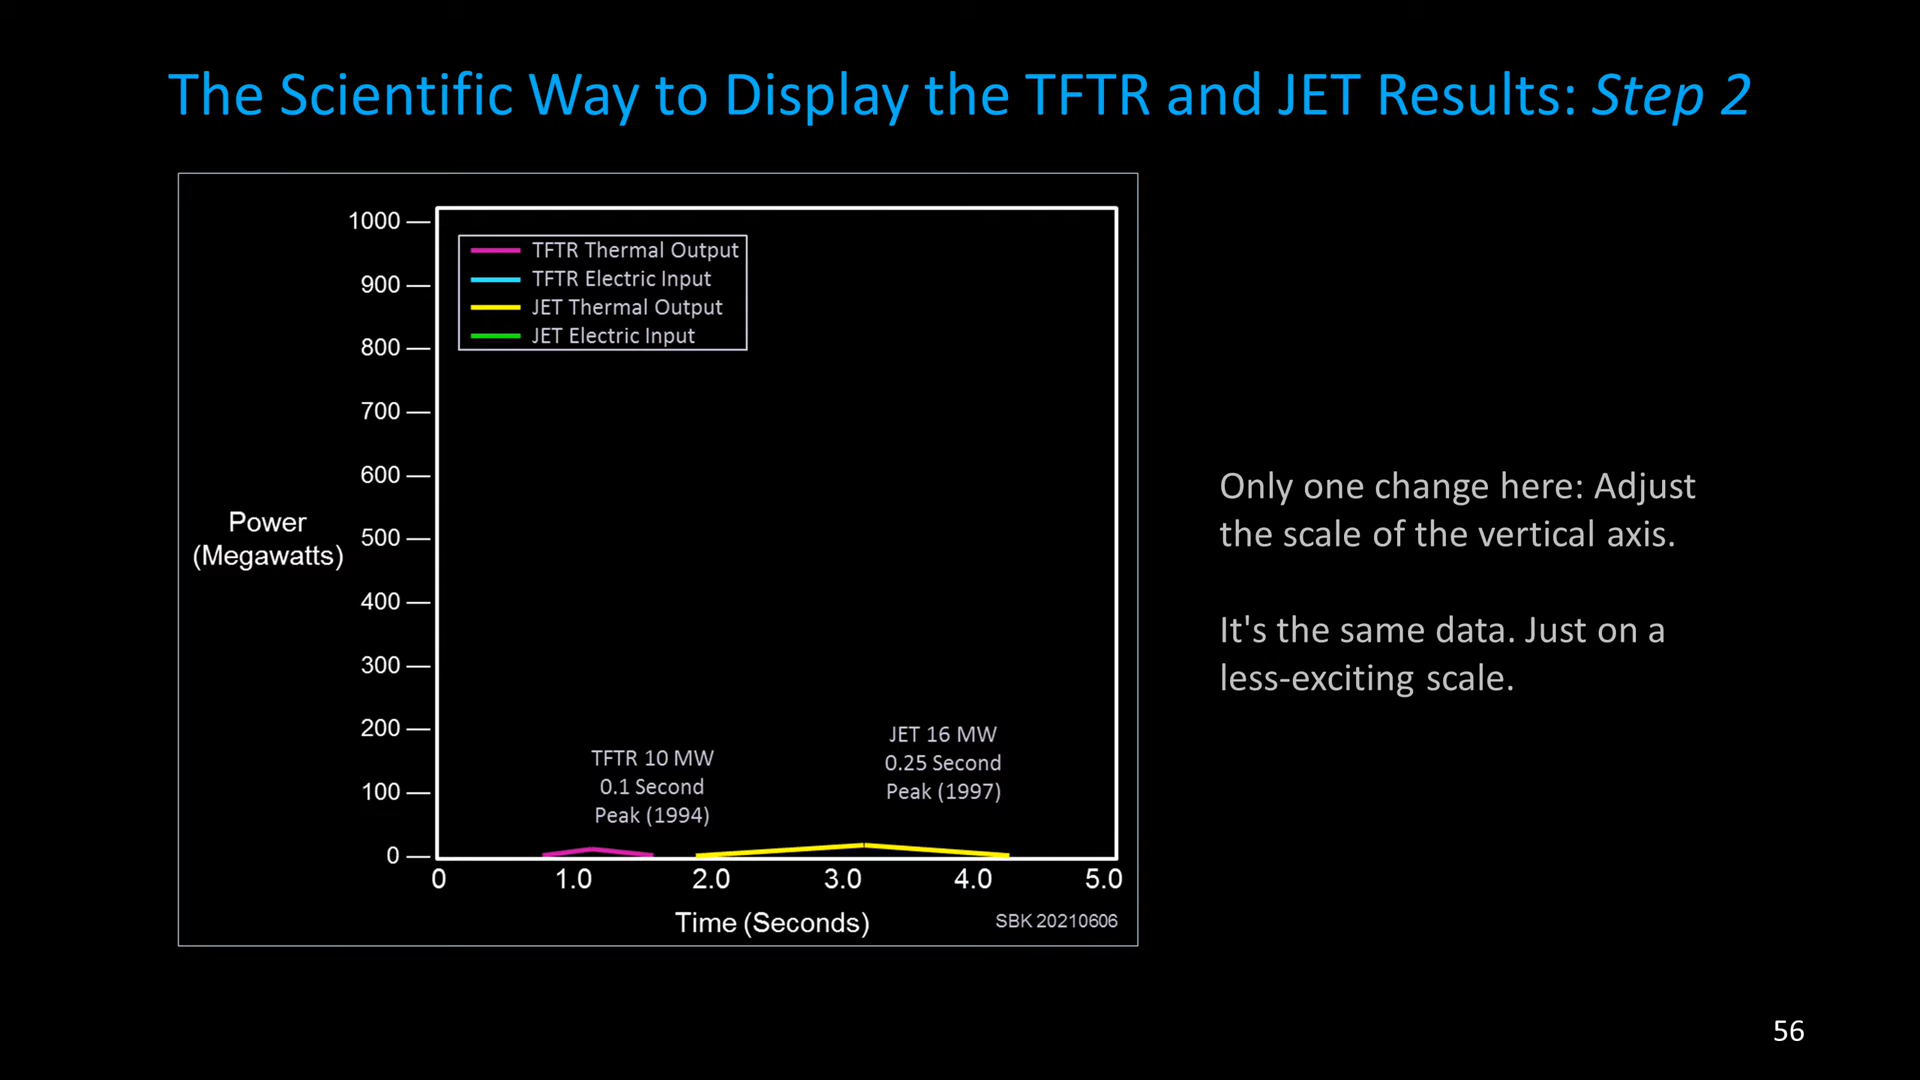 The Scientific Way to Display the TFTR and JET Results: Step 2
1000
900
800
700
600
500
400
300
200
100
0
Power
(Megawatts)
TFTR Thermal Output
TFTR Electric Input
JET Thermal Output
JET Electric Input
TFTR 10 MW
0.1 Second
Peak (1994)
JET 16 MW
0.25 Second
Peak (1997)
0 1.0 2.0 3.0 4.0 5.0
Time (Seconds)
SBK 20210606
Only one change here: Adjust
the scale of the vertical axis.
It's the same data. Just on a
less-exciting scale.
56